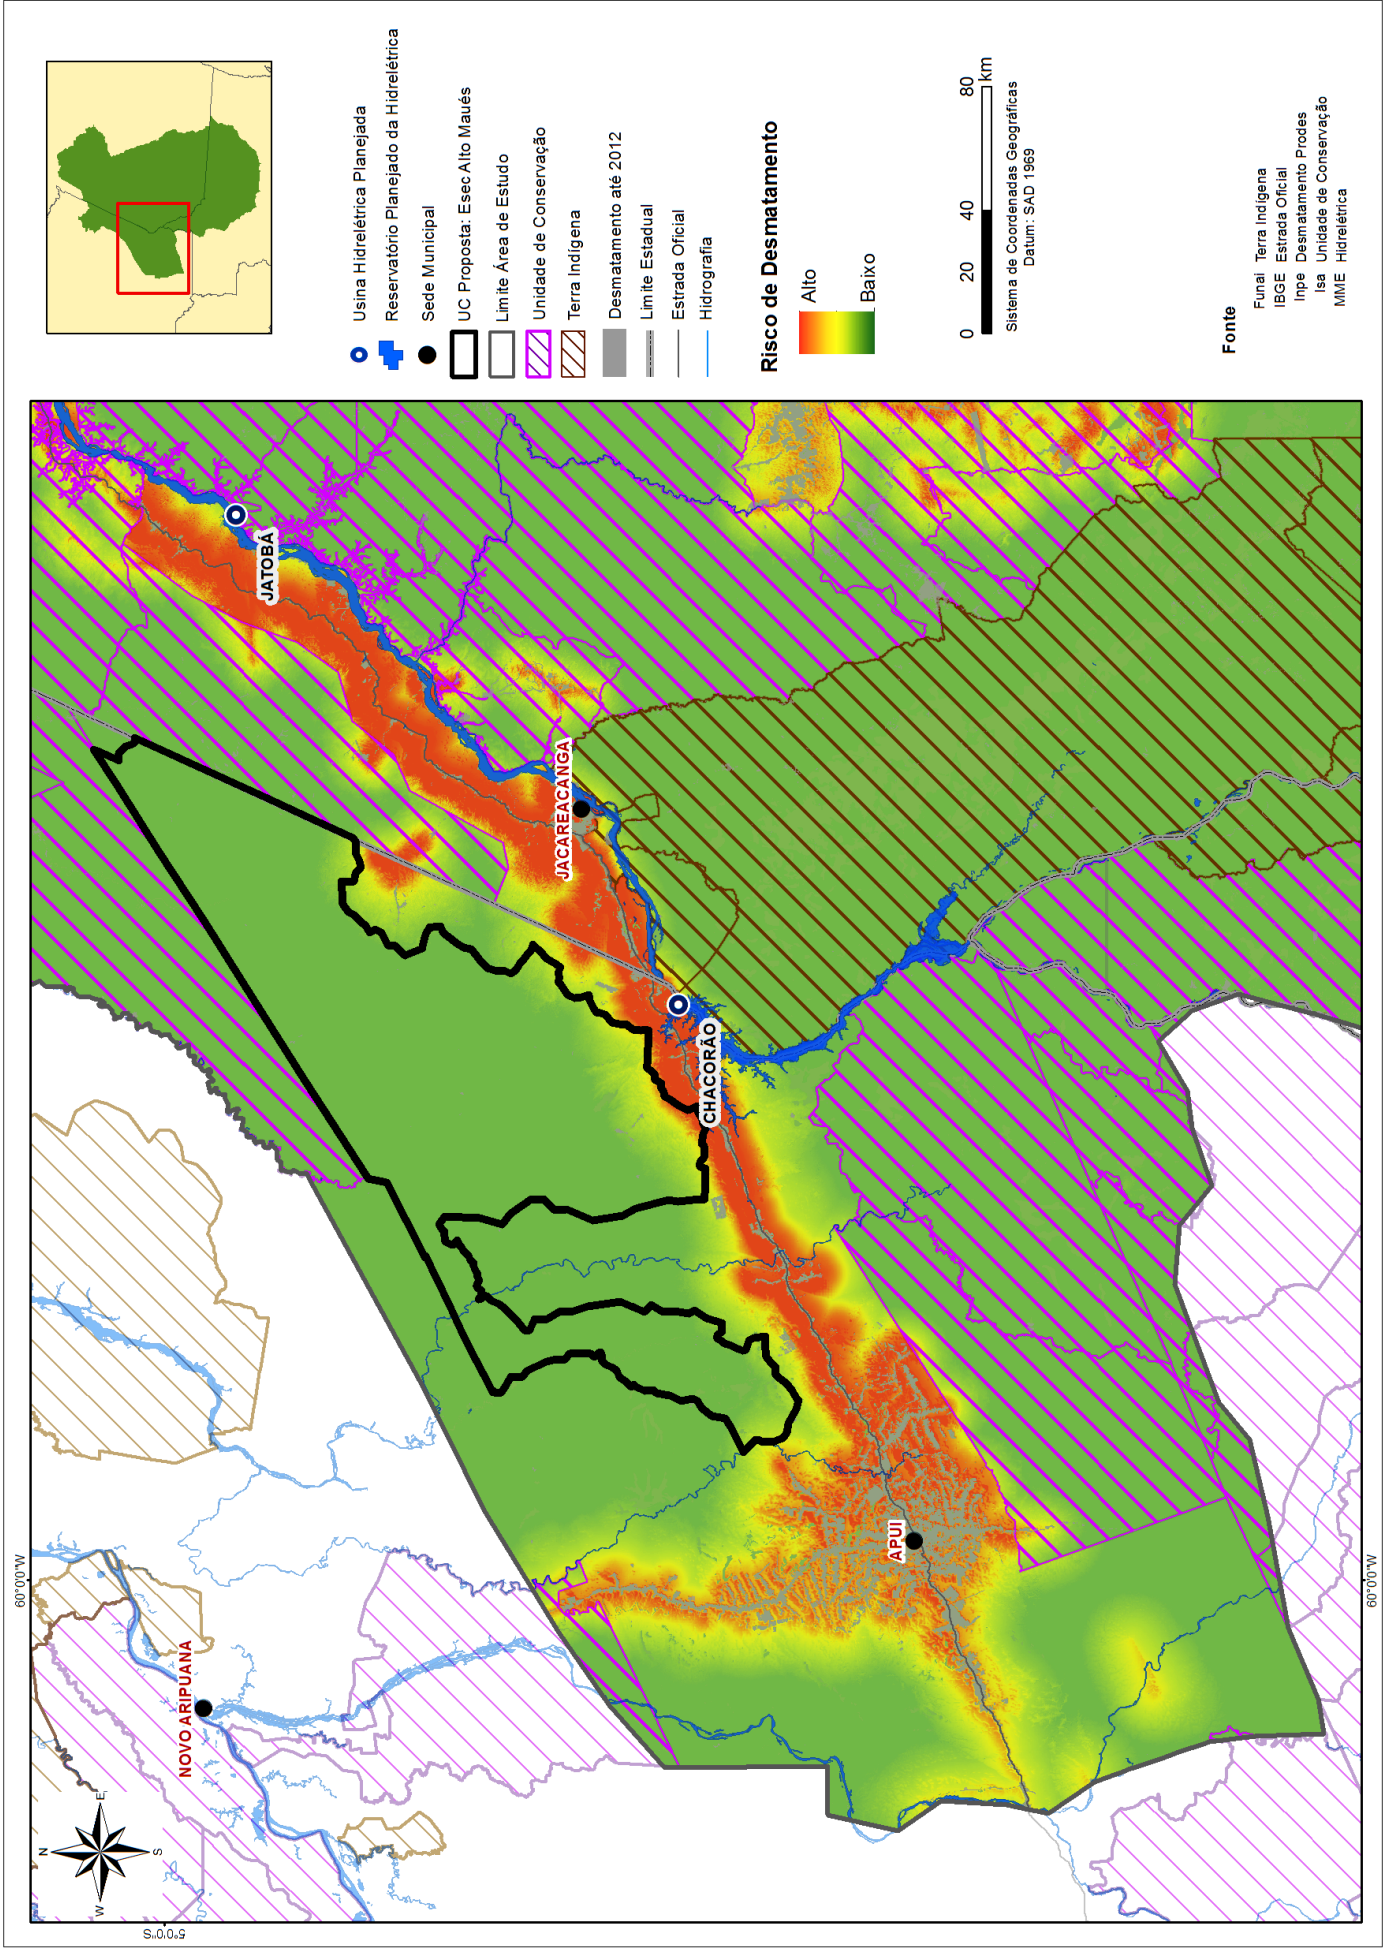 Usina Hidrelétrica Planejada
Reservatório Planejado da Hidrelétrica
Sede Municipal
UC Proposta: Esec Alto Maués
Limite Área de Estudo
Unidade de Conservação
Terra Indígena
Desmatamento até 2012
Limite Estadual
Estrada Oficial
Hidrografia
Risco de Desmatamento
Alto
Baixo
0 20 40 80
km
Sistema de Coordenadas Geográficas
Datum: SAD 1969
Fonte
Funai Terra Indígena
IBGE Estrada Oficial
Inpe Desmatamento Prodes
Isa Unidade de Conservação
MME Hidrelétrica
JATOBÁ
JACAREACANGA
CHACORÃO
APUI
NOVO ARIPUANA
N
E
S
W
60°0'0"W
60°0'0"W
5°0'0"S